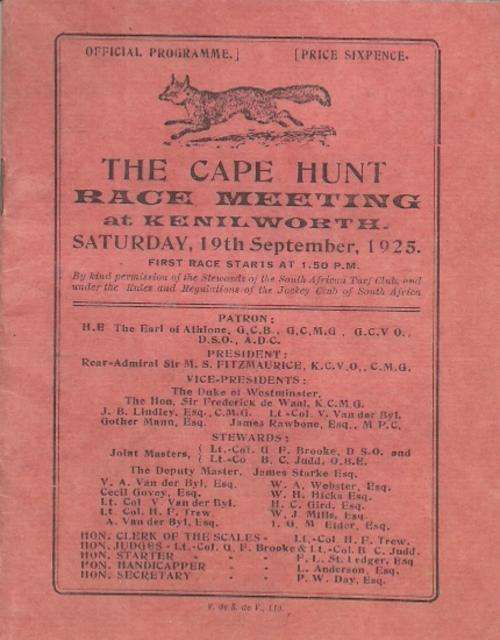 OFFICIAL PROGRAMME.] [PRICE SIXPENCE.
THE CAPE HUNT
RACE MEETING
at KENILWORTH.
SATURDAY, 19th September, 1925.
FIRST RACE STARTS AT 1.50 P.M.
By kind permission of the Stewards of the South African Turf Club, and
under the Rules and Regulations of the Jockey Club of South Africa
PATRON:
H.E The Earl of Athlone, G.C.B., G.C.M.G., G.C.V.O.,
D.S.O., A.D.C.
PRESIDENT:
Rear-Admiral Sir M. S. FITZMAURICE, K.C.V.O., C.M.G.
VICE-PRESIDENTS:
The Duke of Westminster.
The Hon. Sir Frederick de Waal, K.C.M.G.
J. B. Lindley, Esq., C.M.G. Lt.-Col. V. Van der Byl.
Gother Mann, Esq. James Rawbone, Esq., M.P.C.
STEWARDS:
Joint Masters, { Lt.-Col. G. F. Brooke, D.S.O. and
{ Lt.-Co B. C. Judd, O.B.E.
The Deputy Master, James Starke Esq.
V. A. Van der Byl, Esq. W. A. Webster, Esq.
Cecil Govey, Esq. W. H. Hicks Esq.
Lt. Col V. Van der Byl. H. C. Gird, Esq.
Lt. Col. H. F. Trew. W. J. Mills, Esq.
A. Van der Byl, Esq. G. M Elder, Esq.
HON. CLERK OF THE SCALES - Lt.-Col. H. F. Trew.
HON. JUDGES - Lt.-Col. G. F. Brooke & Lt.-Col. B C. Judd.
HON. STARTER - - F. L. St. Ledger, Esq
HON. HANDICAPPER - L. Anderson, Esq.
HON. SECRETARY - - P. W. Day, Esq.
V. de S. de V., Ltd.